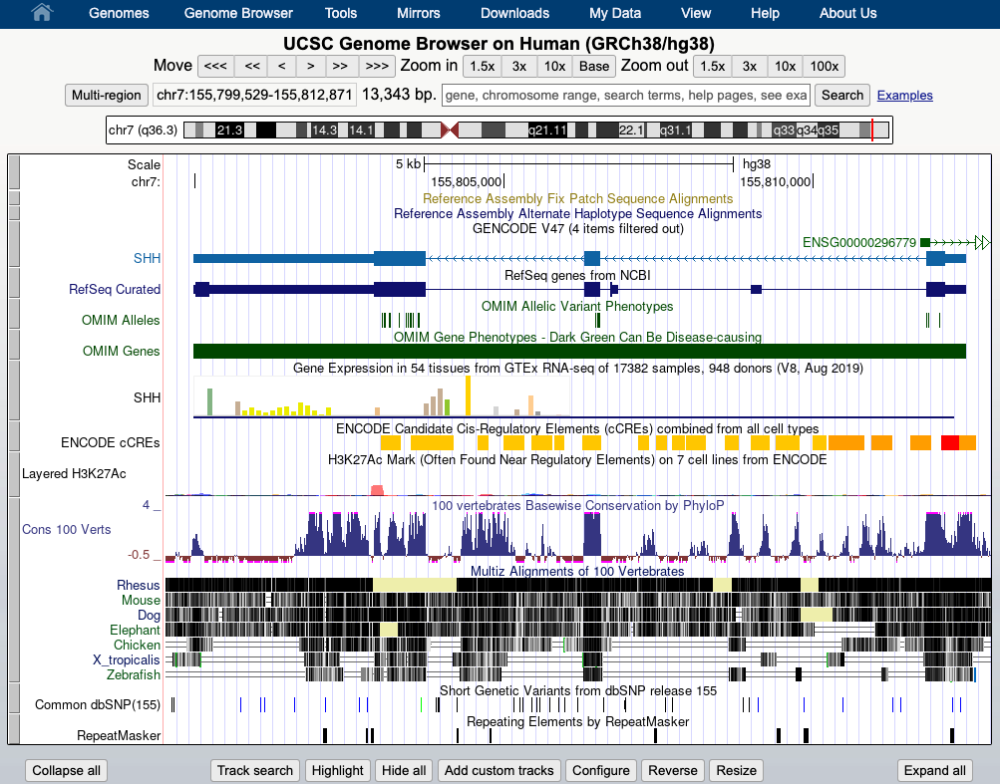 Genomes Genome Browser Tools Mirrors Downloads My Data View Help About Us
UCSC Genome Browser on Human (GRCh38/hg38)
Move <<< << < > >> >>> Zoom in 1.5x 3x 10x Base Zoom out 1.5x 3x 10x 100x
Multi-region chr7:155,799,529-155,812,871 13,343 bp. gene, chromosome range, search terms, help pages, see exa Search Examples
chr7 (q36.3) 21.3 14.3 14.1 q21.11 22.1 q31.1 q33 q34 q35
Scale 5 kb hg38
chr7: 155,805,000 155,810,000
Reference Assembly Fix Patch Sequence Alignments
Reference Assembly Alternate Haplotype Sequence Alignments
GENCODE V47 (4 items filtered out)
ENSG00000296779
SHH
RefSeq genes from NCBI
RefSeq Curated
OMIM Allelic Variant Phenotypes
OMIM Alleles
OMIM Gene Phenotypes - Dark Green Can Be Disease-causing
OMIM Genes
Gene Expression in 54 tissues from GTEx RNA-seq of 17382 samples, 948 donors (V8, Aug 2019)
SHH
ENCODE Candidate Cis-Regulatory Elements (cCREs) combined from all cell types
ENCODE cCREs
H3K27Ac Mark (Often Found Near Regulatory Elements) on 7 cell lines from ENCODE
Layered H3K27Ac
4 _ 100 vertebrates Basewise Conservation by PhyloP
Cons 100 Verts
-0.5 _
Multiz Alignments of 100 Vertebrates
Rhesus
Mouse
Dog
Elephant
Chicken
X_tropicalis
Zebrafish
Short Genetic Variants from dbSNP release 155
Common dbSNP(155)
Repeating Elements by RepeatMasker
RepeatMasker
Collapse all Track search Highlight Hide all Add custom tracks Configure Reverse Resize Expand all